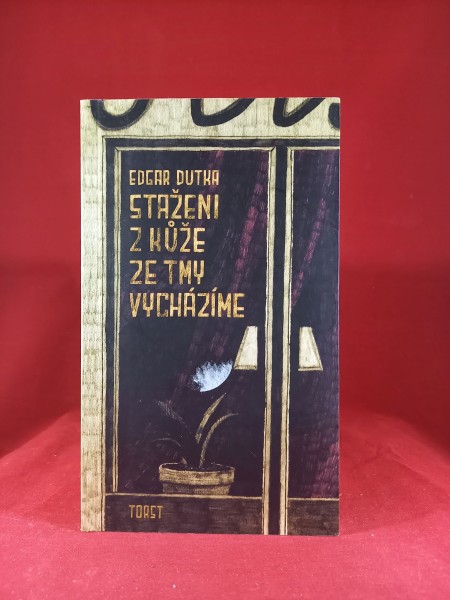 EDGAR DUTKA
STAŽENI
Z KŮŽE
ZE TMY
VYCHÁZÍME
TORST